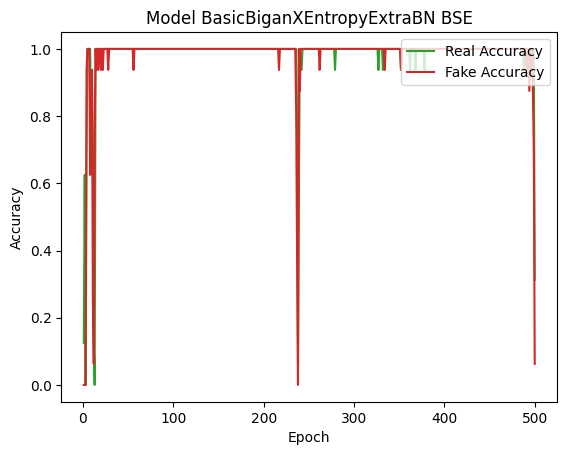 Model BasicBiganXEntropyExtraBN BSE
Real Accuracy
Fake Accuracy
1.0
0.8
0.6
0.4
0.2
0.0
Accuracy
0
100
200
300
400
500
Epoch